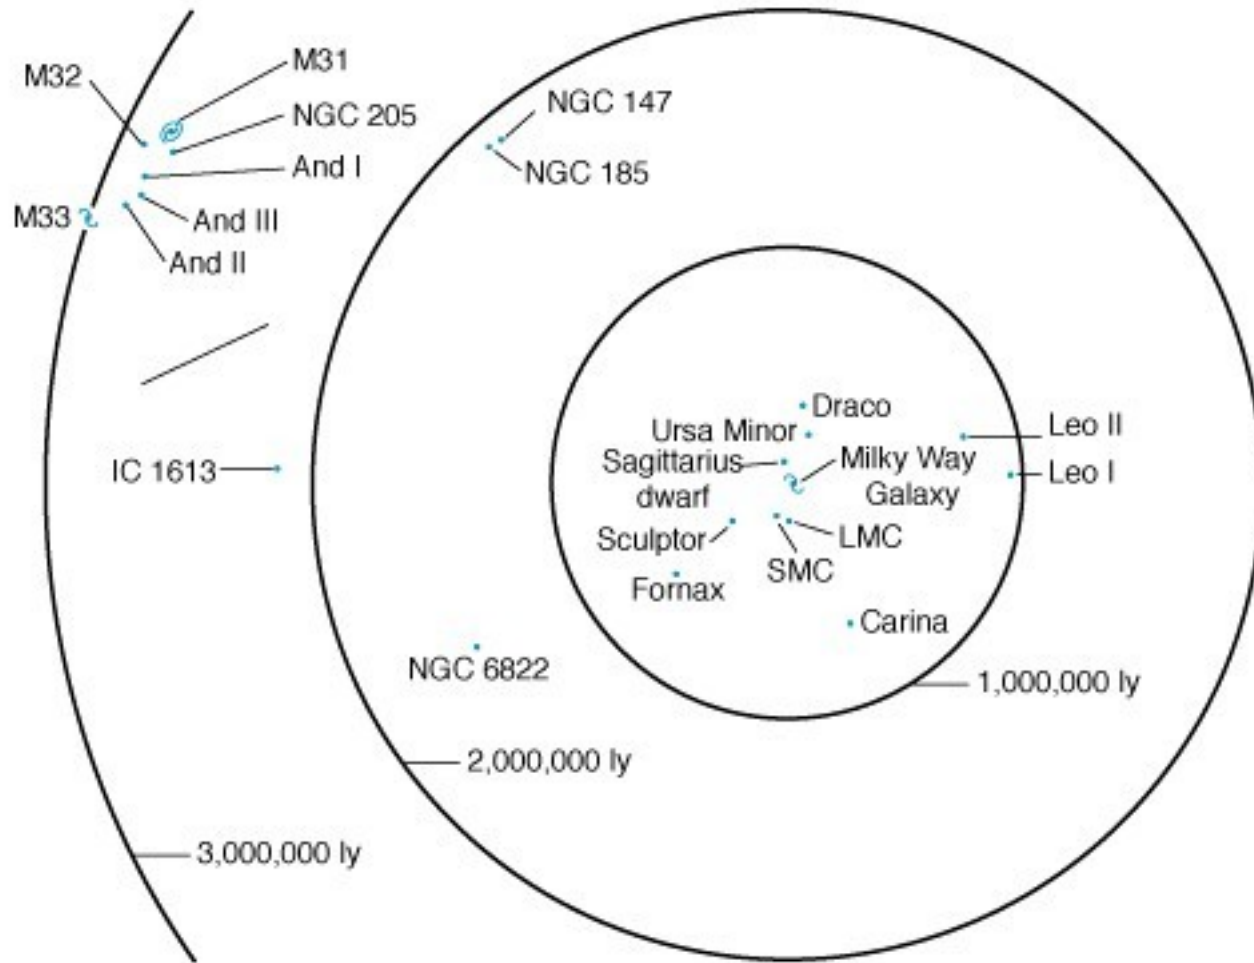 M31
M32
NGC 205
NGC 147
And I
NGC 185
M33
And III
And II
Draco
Leo II
Ursa Minor
Sagittarius
dwarf
Milky Way
Galaxy
IC 1613
Leo I
Sculptor
LMC
SMC
Fornax
Carina
NGC 6822
1,000,000 ly
2,000,000 ly
3,000,000 ly